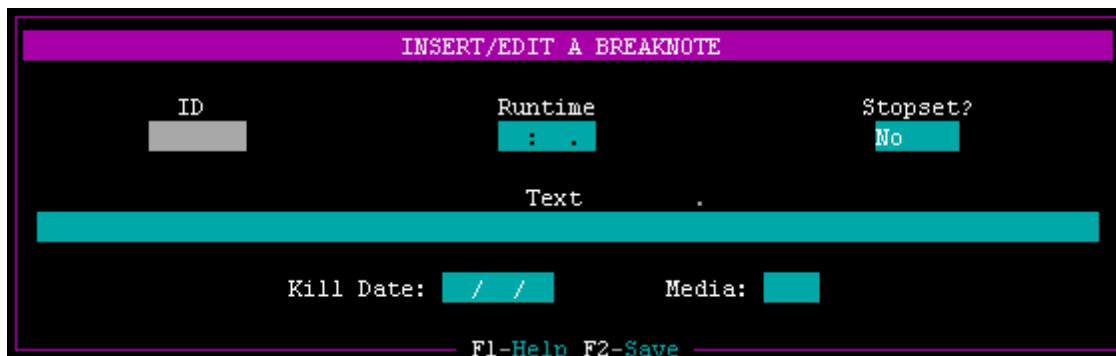 INSERT/EDIT A BREAKNOTE
ID Runtime Stopset?
: . No
Text .
Kill Date: / / Media:
F1-Help F2-Save